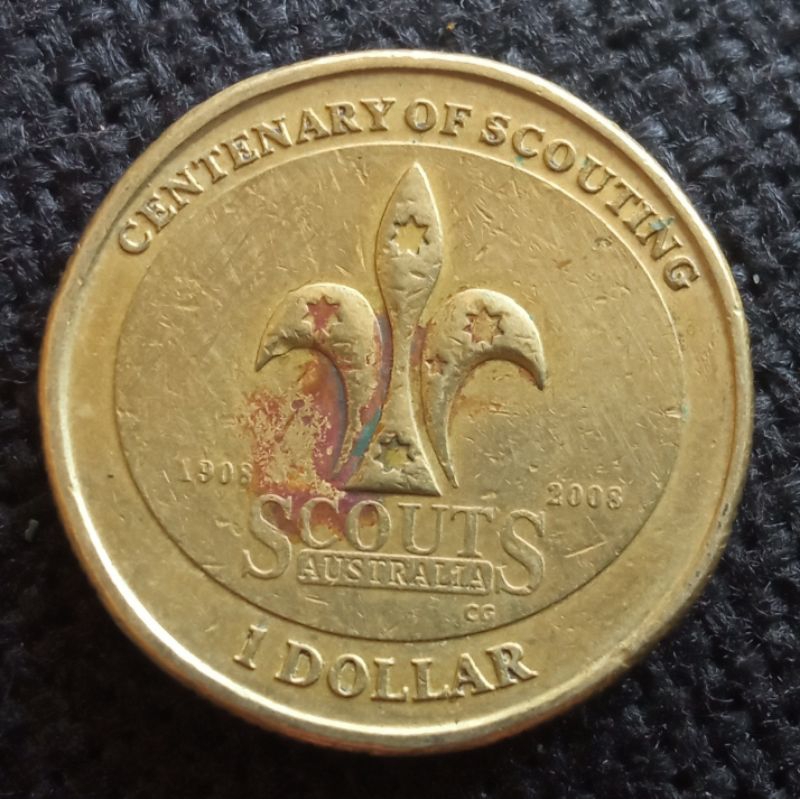 CENTENARY OF SCOUTING
1908 2008
SCOUTS
AUSTRALIA
CG
1 DOLLAR